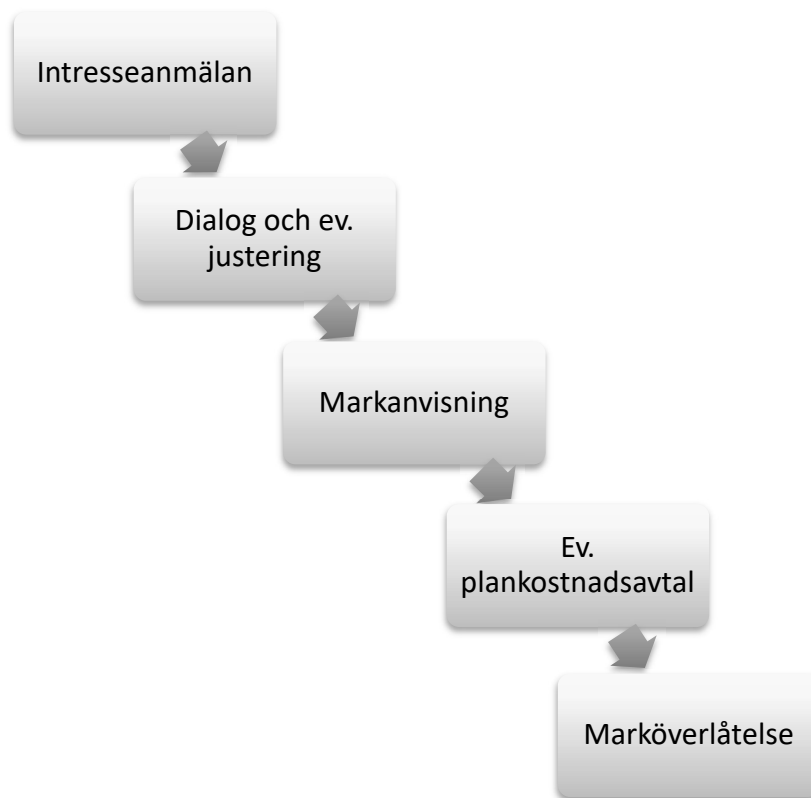 Intresseanmälan
Dialog och ev.
justering
Markanvisning
Ev.
plankostnadsavtal
Marköverlåtelse